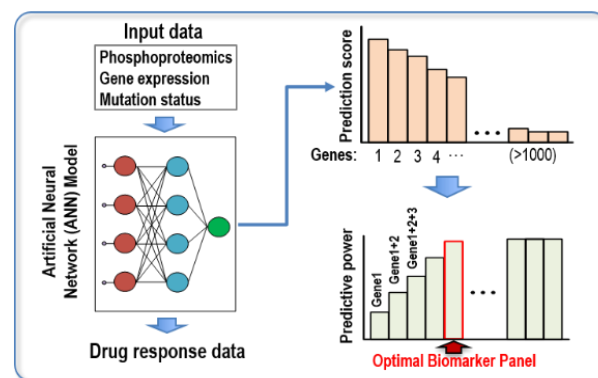 Input data
Phosphoproteomics
Gene expression
Mutation status
Artificial Neural
Network (ANN) Model
Drug response data
Prediction score
Genes: 1 2 3 4 ... (>1000)
Predictive power
Gene1
Gene1+2
Gene1+2+3
Optimal Biomarker Panel